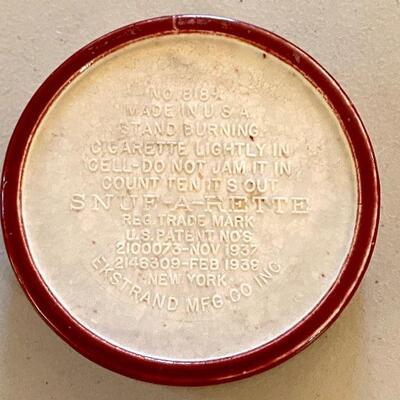 NO. 818-A
MADE IN U.S.A.
STAND BURNING
CIGARETTE LIGHTLY IN
CELL-DO NOT JAM IT IN
COUNT TEN IT'S OUT
SNUF-A-RETTE
REG. TRADE MARK
U.S. PATENT NO'S
2100073-NOV 1937
2146309-FEB 1939
NEW YORK
EKSTRAND MFG. CO INC